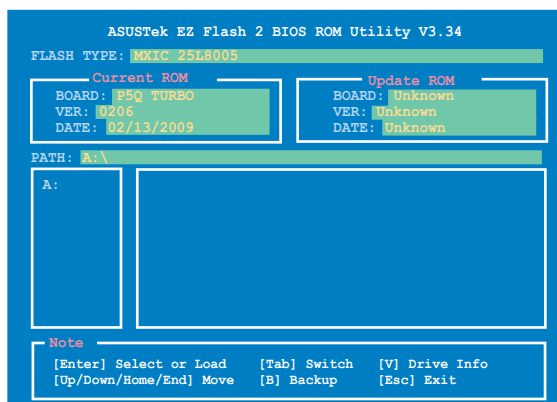 ASUSTek EZ Flash 2 BIOS ROM Utility V3.34
FLASH TYPE: MXIC 25L8005
Current ROM
BOARD: P5Q TURBO
VER: 0206
DATE: 02/13/2009
Update ROM
BOARD: Unknown
VER: Unknown
DATE: Unknown
PATH: A:\
A:
Note
[Enter] Select or Load [Tab] Switch [V] Drive Info
[Up/Down/Home/End] Move [B] Backup [Esc] Exit